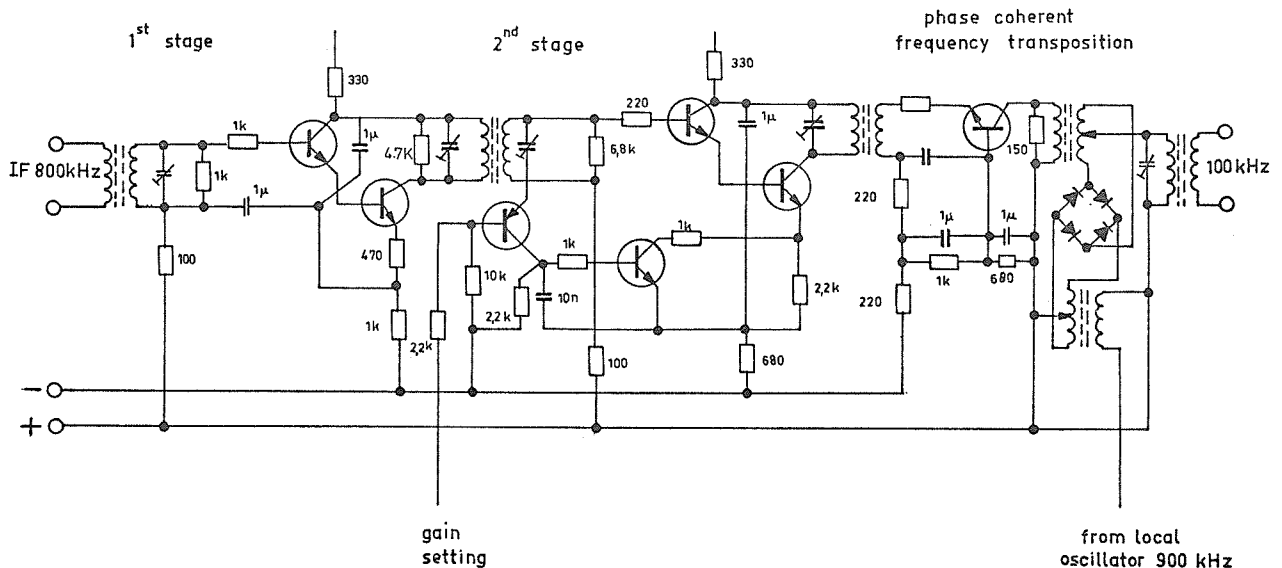 1st stage
2nd stage
phase coherent
frequency transposition
330
330
1k
1µ
220
1µ
6,8k
4.7K
IF 800kHz
1k
1µ
150
100kHz
220
1k
1µ
1µ
100
470
10k
1k
10n
2,2k
2,2k
1k
680
220
1k
2,2k
100
680
−
+
gain
setting
from local
oscillator 900 kHz